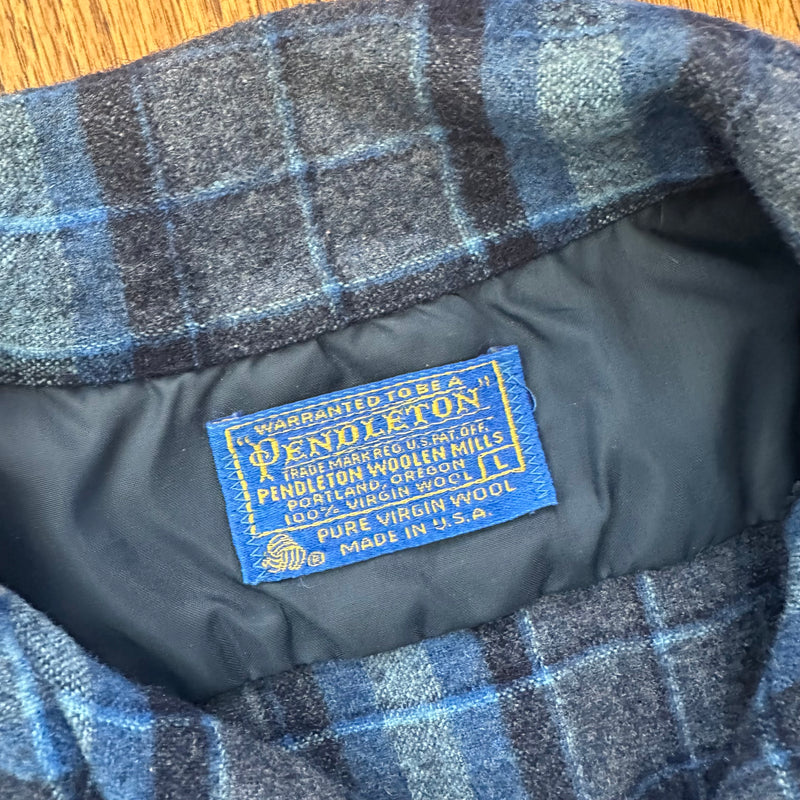 WARRANTED TO BE A
"PENDLETON"
TRADE MARK REG. U.S. PAT. OFF.
PENDLETON WOOLEN MILLS
PORTLAND, OREGON
100% VIRGIN WOOL L
PURE VIRGIN WOOL
® MADE IN U.S.A.